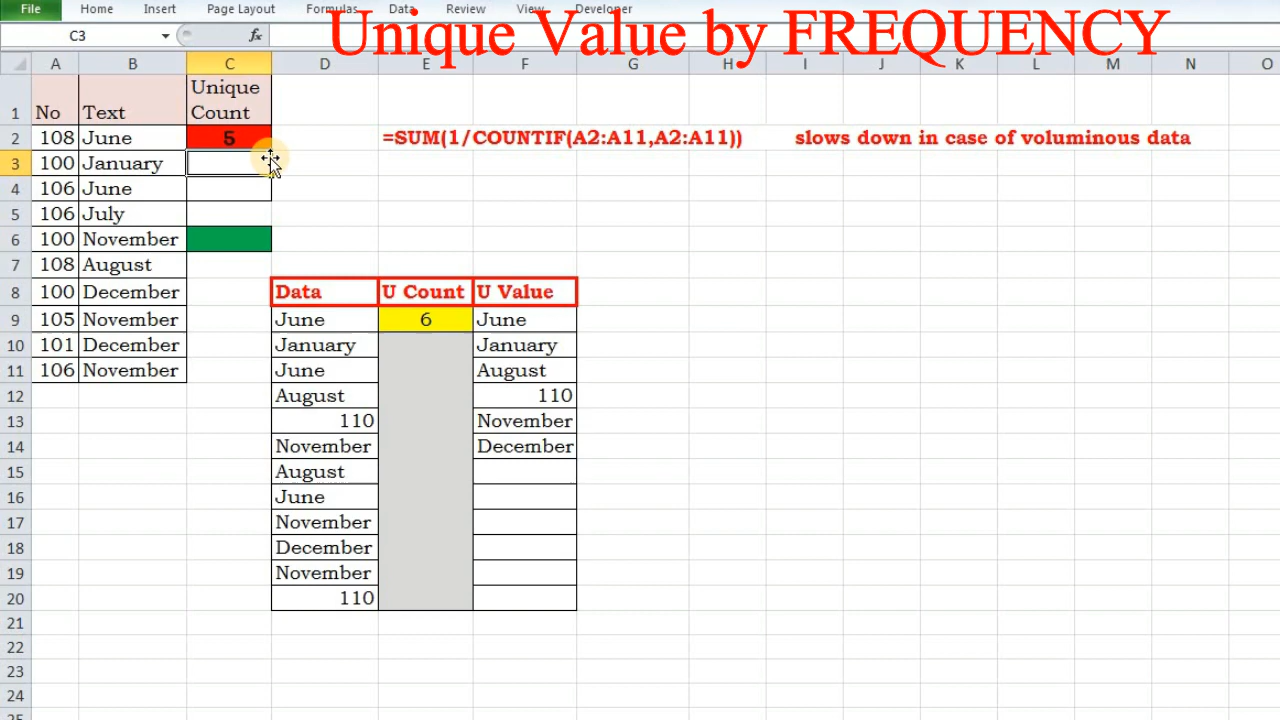 File Home Insert Page Layout Formulas Data Review View Developer
Unique Value by FREQUENCY
C3 fx
A B C D E F G H I J K L M N O
1 No Text Unique Count
2 108 June 5 =SUM(1/COUNTIF(A2:A11,A2:A11)) slows down in case of voluminous data
3 100 January
4 106 June
5 106 July
6 100 November
7 108 August
8 100 December Data U Count U Value
9 105 November June 6 June
10 101 December January January
11 106 November June August
12 August 110
13 110 November
14 November December
15 August
16 June
17 November
18 December
19 November
20 110
21
22
23
24
25